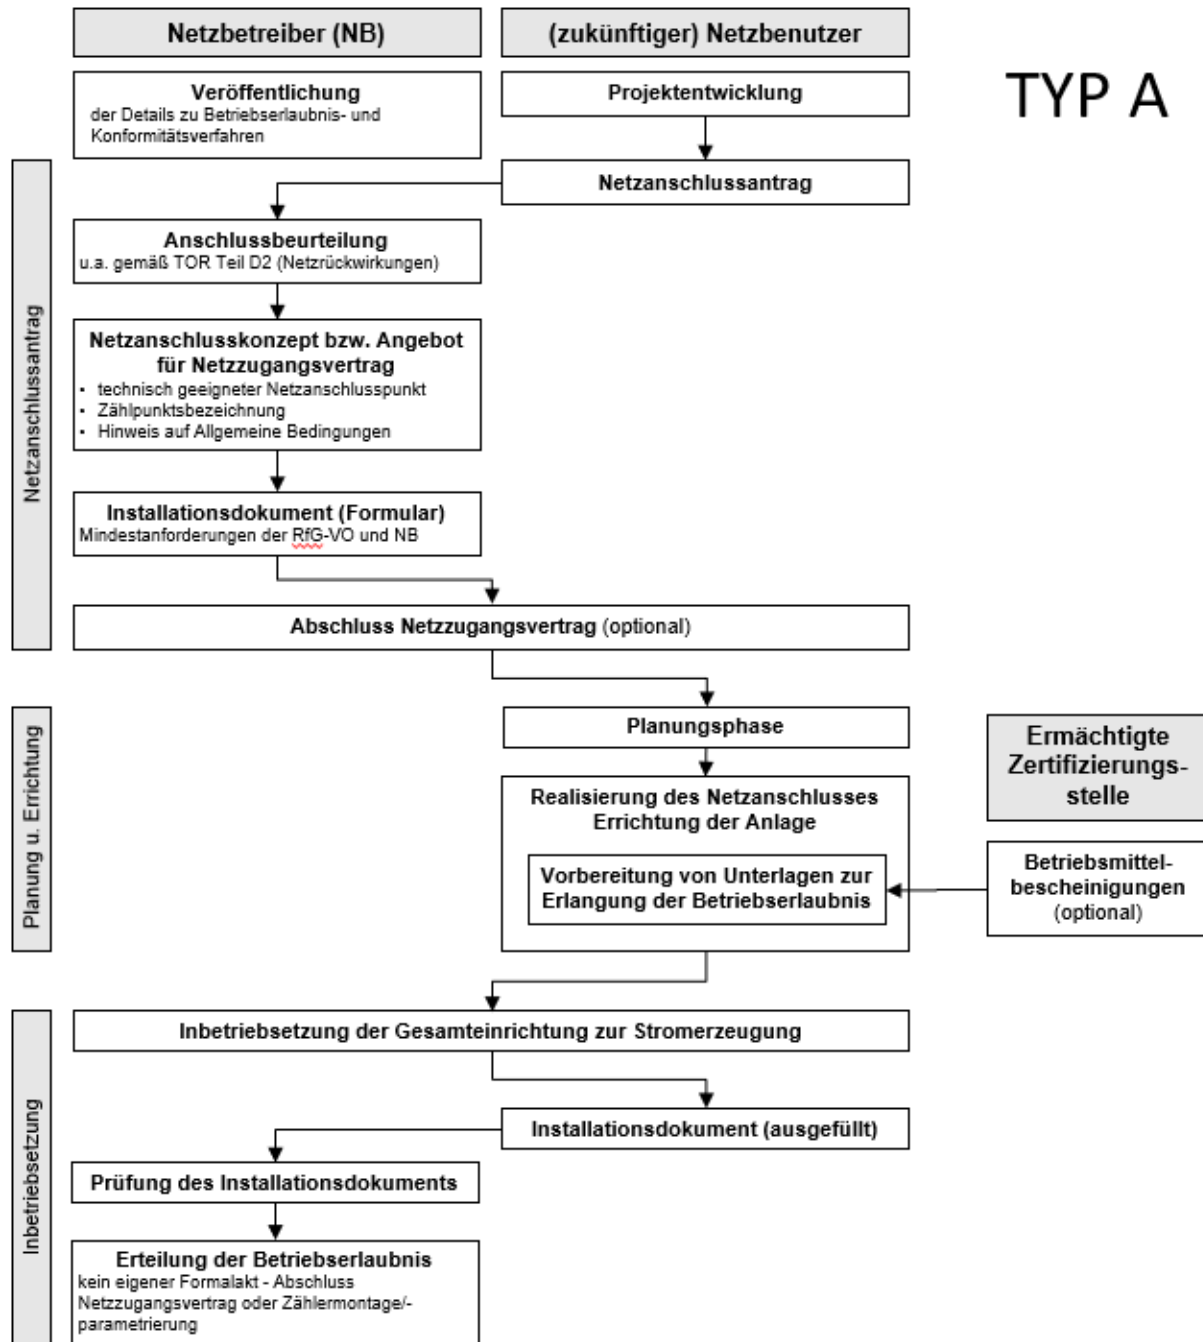 Netzbetreiber (NB)
(zukünftiger) Netzbenutzer
TYP A
Veröffentlichung
der Details zu Betriebserlaubnis- und
Konformitätsverfahren
Projektentwicklung
Netzanschlussantrag
Netzanschlussantrag
Anschlussbeurteilung
u.a. gemäß TOR Teil D2 (Netzrückwirkungen)
Netzanschlusskonzept bzw. Angebot
für Netzzugangsvertrag
• technisch geeigneter Netzanschlusspunkt
• Zählpunktsbezeichnung
• Hinweis auf Allgemeine Bedingungen
Installationsdokument (Formular)
Mindestanforderungen der RfG-VO und NB
Abschluss Netzzugangsvertrag (optional)
Planung u. Errichtung
Planungsphase
Realisierung des Netzanschlusses
Errichtung der Anlage
Vorbereitung von Unterlagen zur
Erlangung der Betriebserlaubnis
Ermächtigte
Zertifizierungs-
stelle
Betriebsmittel-
bescheinigungen
(optional)
Inbetriebsetzung
Inbetriebsetzung der Gesamteinrichtung zur Stromerzeugung
Installationsdokument (ausgefüllt)
Prüfung des Installationsdokuments
Erteilung der Betriebserlaubnis
kein eigener Formalakt - Abschluss
Netzzugangsvertrag oder Zählermontage/-
parametrierung